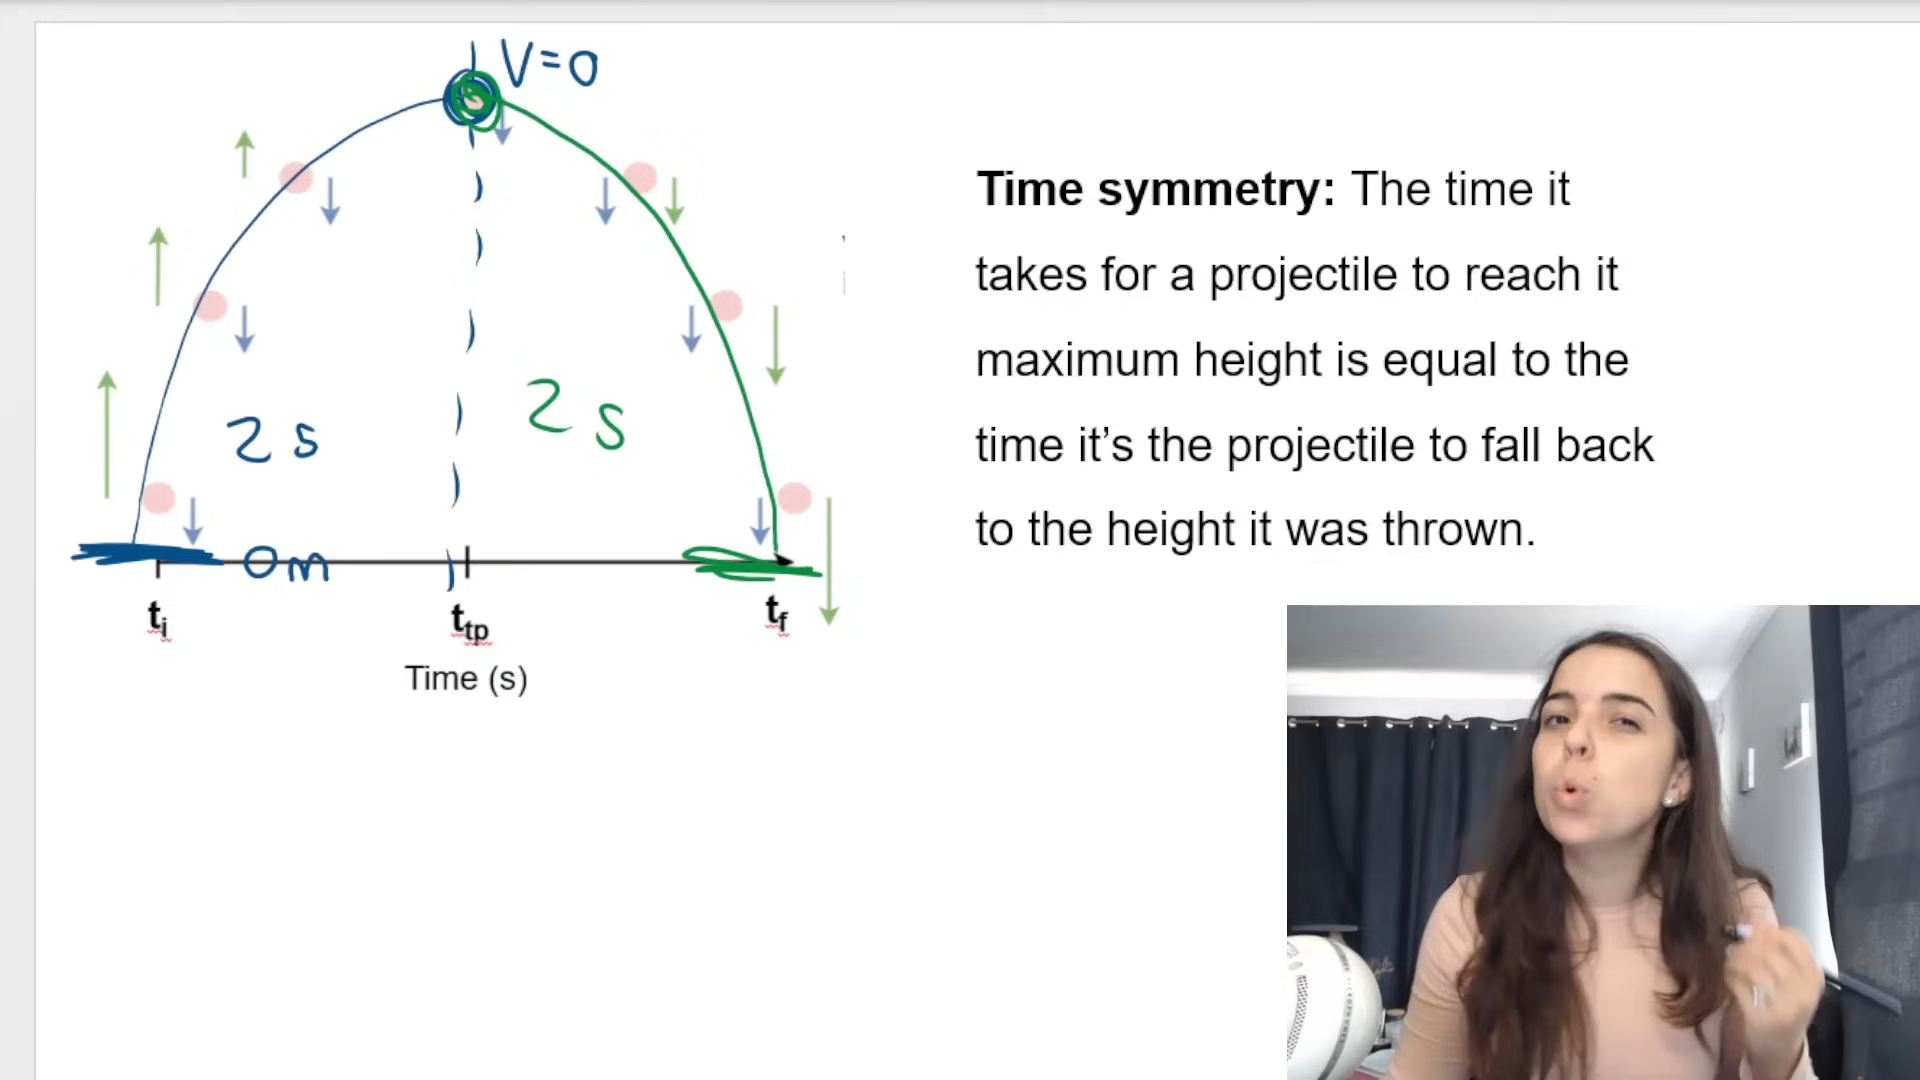 V=0
2 s
2 s
0m
ti
ttp
tf
Time (s)
Time symmetry: The time it
takes for a projectile to reach it
maximum height is equal to the
time it’s the projectile to fall back
to the height it was thrown.